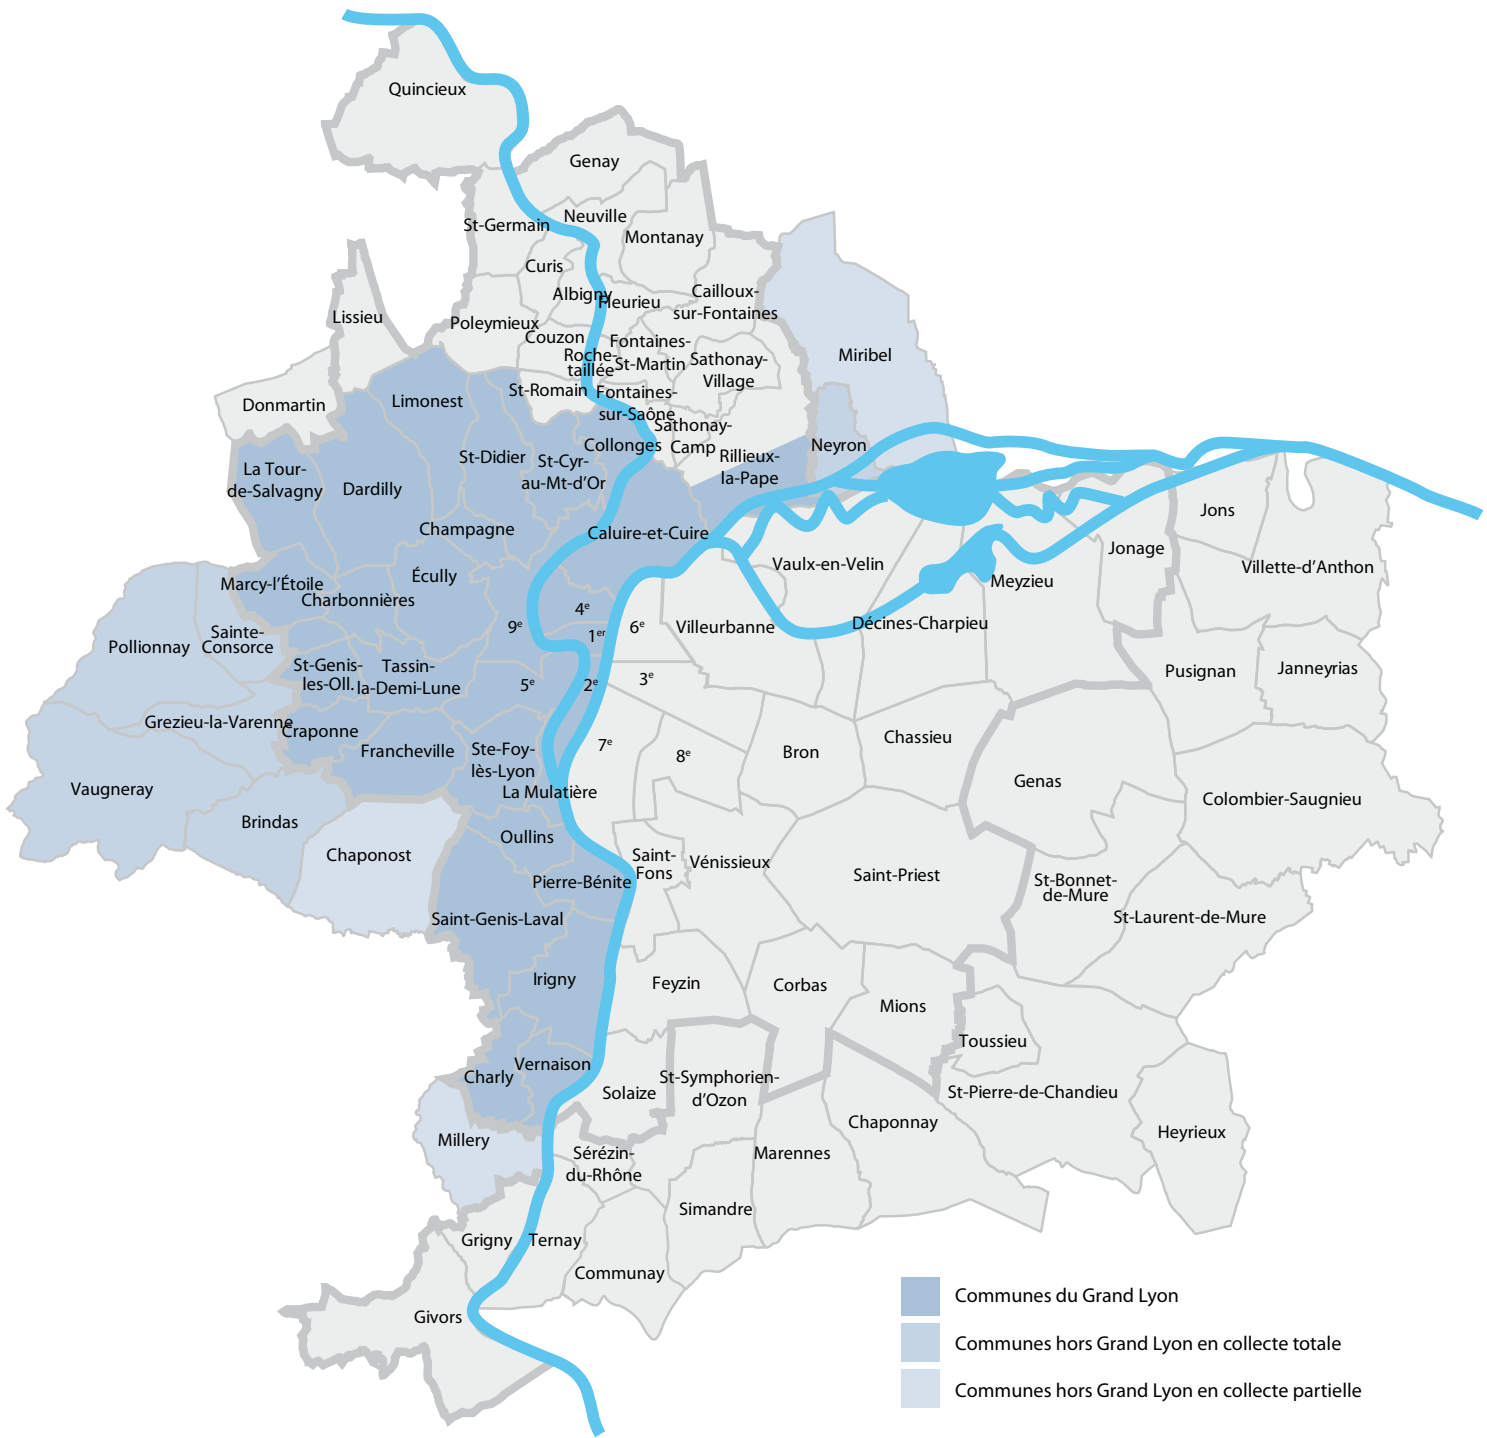 Quincieux
Genay
St-Germain
Neuville
Montanay
Curis
Albigny
Fleurieu
Cailloux-
sur-Fontaines
Lissieu
Poleymieux
Couzon
Fontaines-
St-Martin
Roche-
taillée
Sathonay-
Village
Miribel
Donmartin
Limonest
St-Romain
Fontaines-
sur-Saône
Sathonay-
Camp
Collonges
Rillieux-
la-Pape
Neyron
La Tour-
de-Salvagny
Dardilly
St-Didier
St-Cyr-
au-Mt-d’Or
Champagne
Caluire-et-Cuire
Jons
Jonage
Vaulx-en-Velin
Villette-d’Anthon
Meyzieu
Marcy-l’Étoile
Écully
Charbonnières
4e
9e
1er
6e
Villeurbanne
Décines-Charpieu
Pollionnay
Sainte-
Consorce
St-Genis-
les-Oll.
Tassin-
la-Demi-Lune
5e
2e
3e
Pusignan
Janneyrias
Grezieu-la-Varenne
Craponne
Francheville
Ste-Foy-
lès-Lyon
7e
8e
Bron
Chassieu
Genas
Colombier-Saugnieu
Vaugneray
La Mulatière
Brindas
Chaponost
Oullins
Saint-
Fons
Vénissieux
Saint-Priest
St-Bonnet-
de-Mure
Pierre-Bénite
Saint-Genis-Laval
St-Laurent-de-Mure
Irigny
Feyzin
Corbas
Mions
Toussieu
Vernaison
Charly
Solaize
St-Symphorien-
d’Ozon
St-Pierre-de-Chandieu
Chaponnay
Heyrieux
Millery
Sérézin-
du-Rhône
Marennes
Simandre
Grigny
Ternay
Communay
Givors
Communes du Grand Lyon
Communes hors Grand Lyon en collecte totale
Communes hors Grand Lyon en collecte partielle